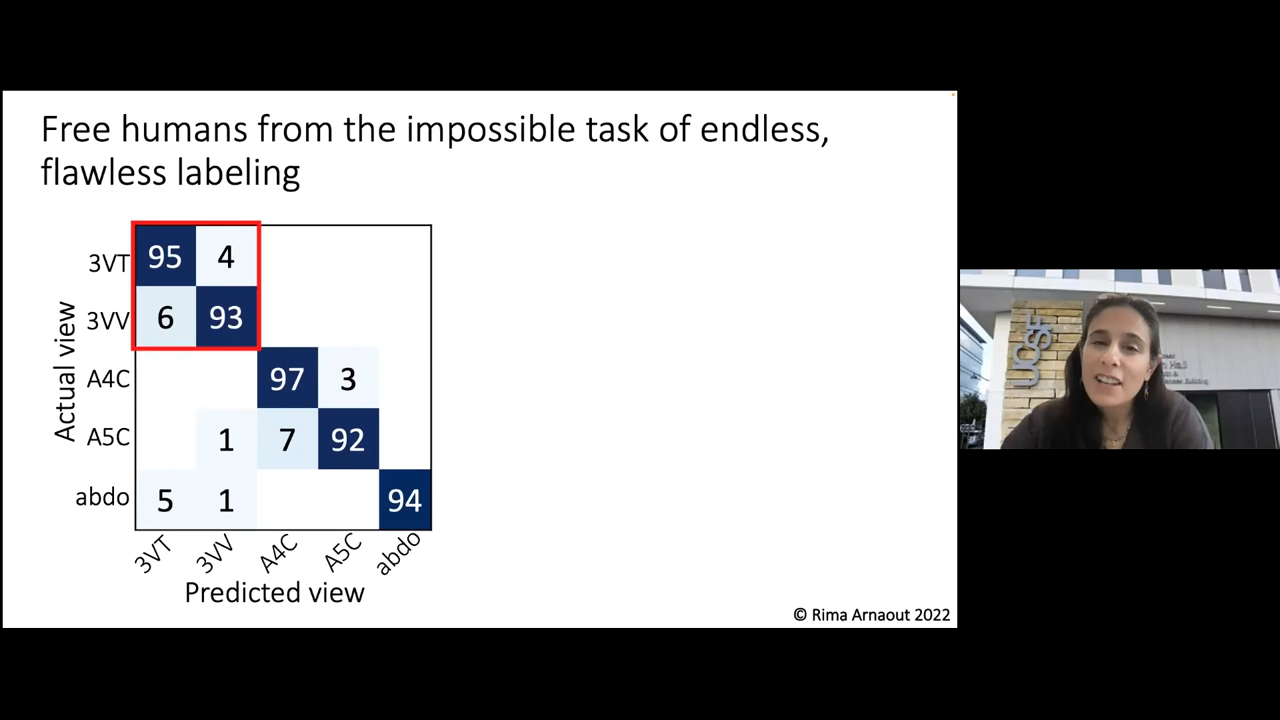 Free humans from the impossible task of endless,
flawless labeling
Actual view
3VT 95 4
3VV 6 93
A4C 97 3
A5C 1 7 92
abdo 5 1 94
3VT 3VV A4C A5C abdo
Predicted view
© Rima Arnaout 2022
UCSF
Hall
Building